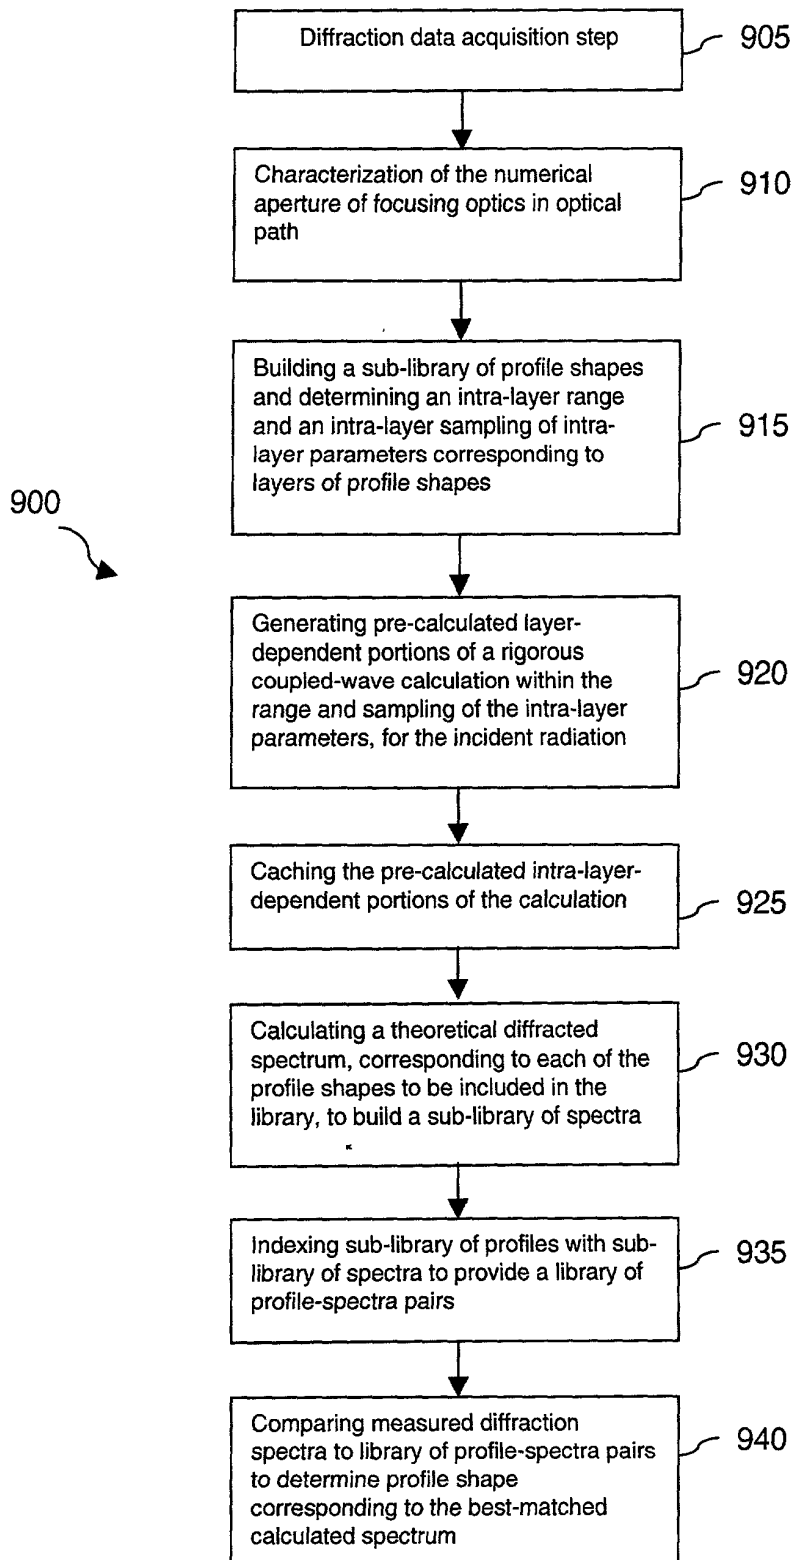 Diffraction data acquisition step
905
Characterization of the numerical
aperture of focusing optics in optical
path
910
Building a sub-library of profile shapes
and determining an intra-layer range
and an intra-layer sampling of intra-
layer parameters corresponding to
layers of profile shapes
915
900
Generating pre-calculated layer-
dependent portions of a rigorous
coupled-wave calculation within the
range and sampling of the intra-layer
parameters, for the incident radiation
920
Caching the pre-calculated intra-layer-
dependent portions of the calculation
925
Calculating a theoretical diffracted
spectrum, corresponding to each of the
profile shapes to be included in the
library, to build a sub-library of spectra
930
Indexing sub-library of profiles with sub-
library of spectra to provide a library of
profile-spectra pairs
935
Comparing measured diffraction
spectra to library of profile-spectra pairs
to determine profile shape
corresponding to the best-matched
calculated spectrum
940